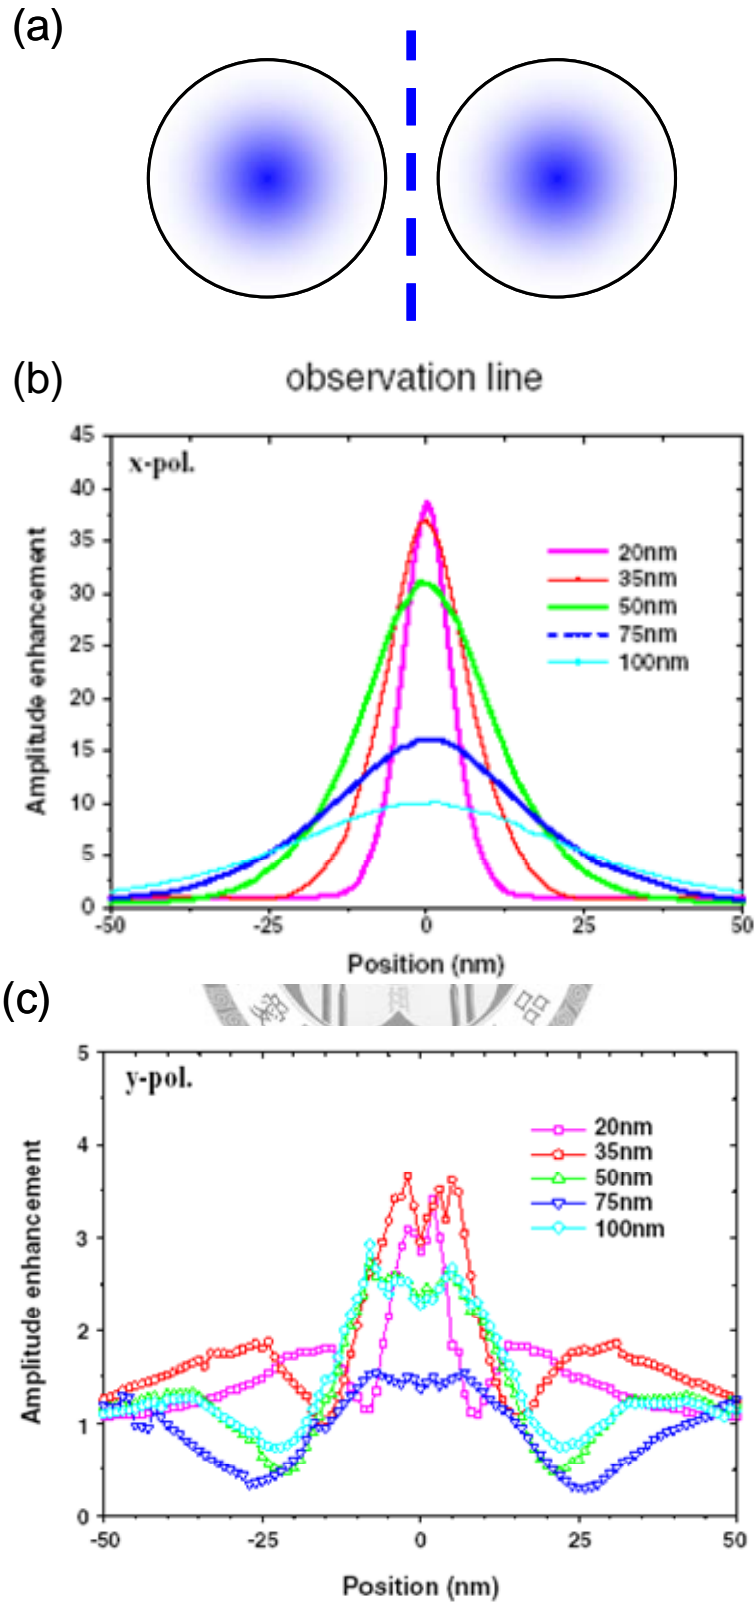 (a)
(b)
observation line
x-pol.
45
40
35
30
25
20
15
10
5
0
Amplitude enhancement
20nm
35nm
50nm
75nm
100nm
-50
-25
0
25
50
Position (nm)
(c)
品
y-pol.
5
4
3
2
1
0
Amplitude enhancement
20nm
35nm
50nm
75nm
100nm
-50
-25
0
25
50
Position (nm)